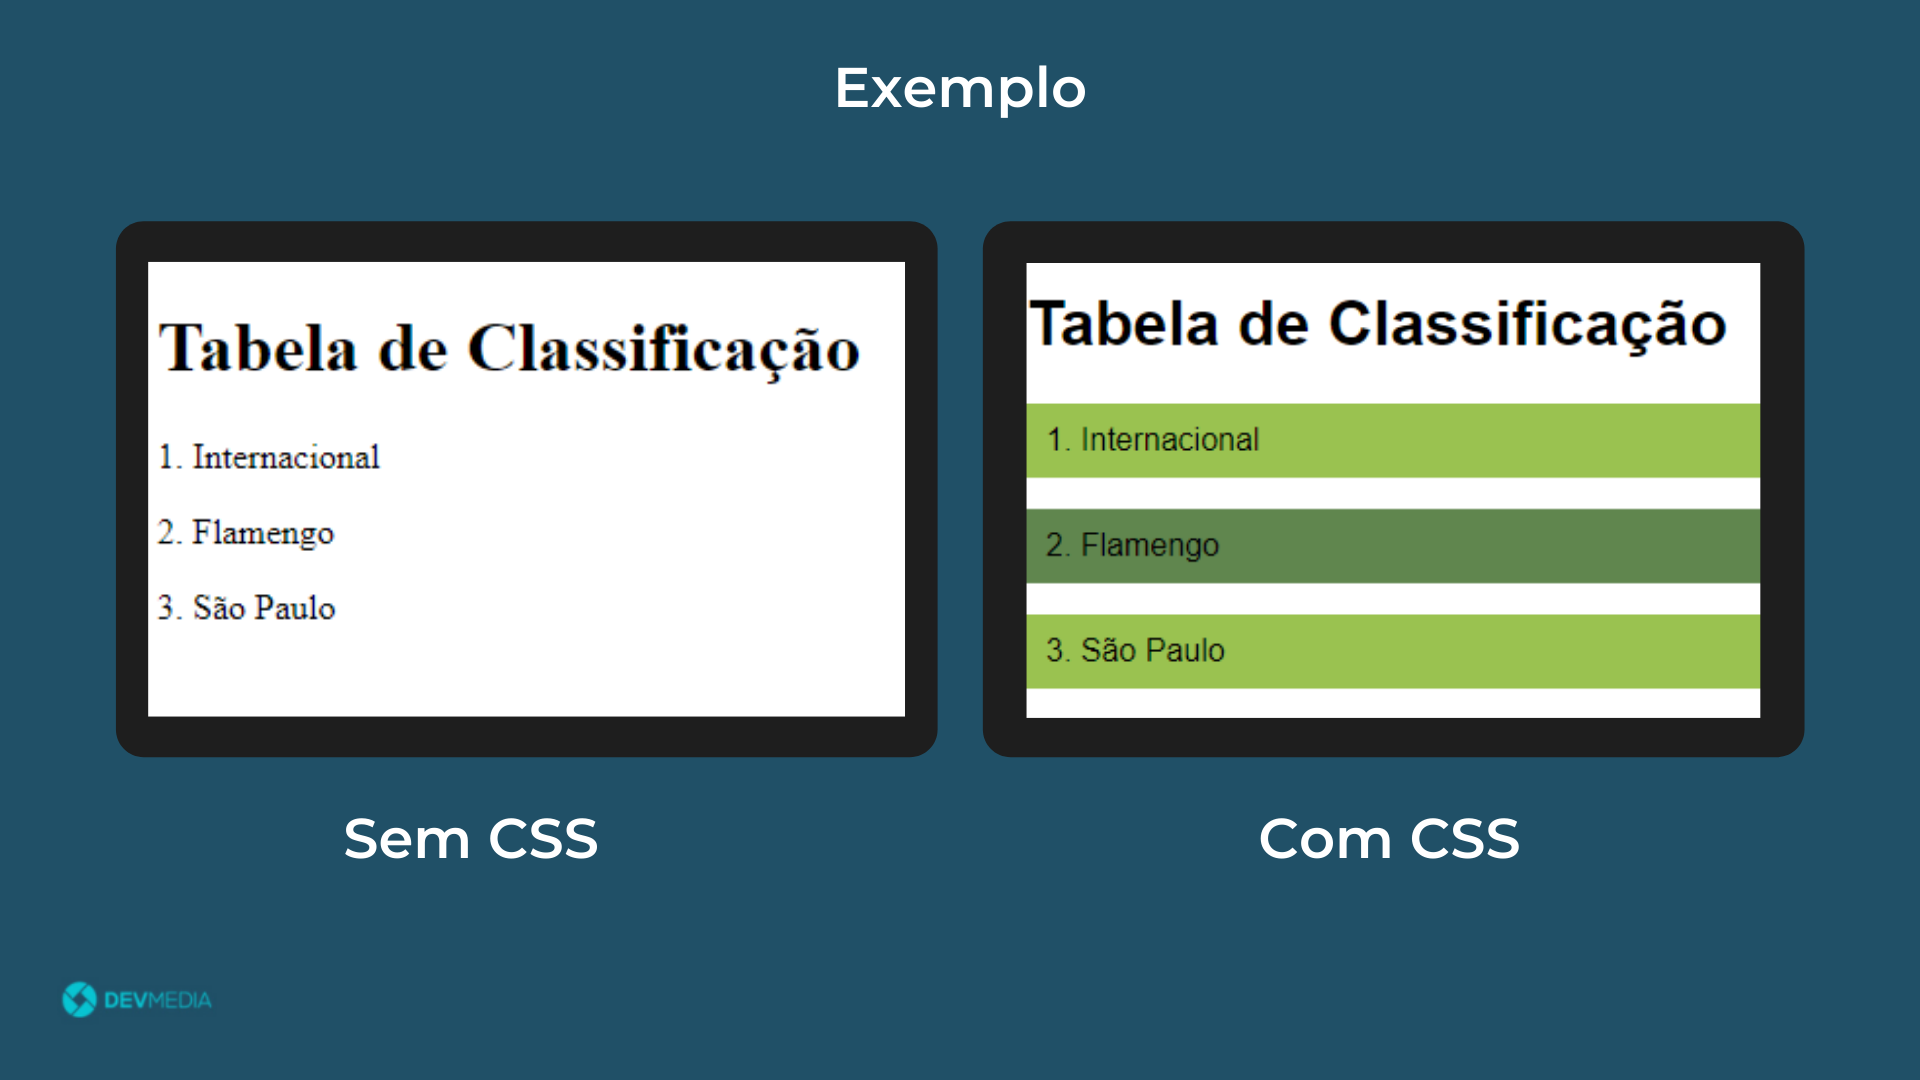 Exemplo
Tabela de Classificação
1. Internacional
2. Flamengo
3. São Paulo
Sem CSS
Tabela de Classificação
1. Internacional
2. Flamengo
3. São Paulo
Com CSS
DEVMEDIA